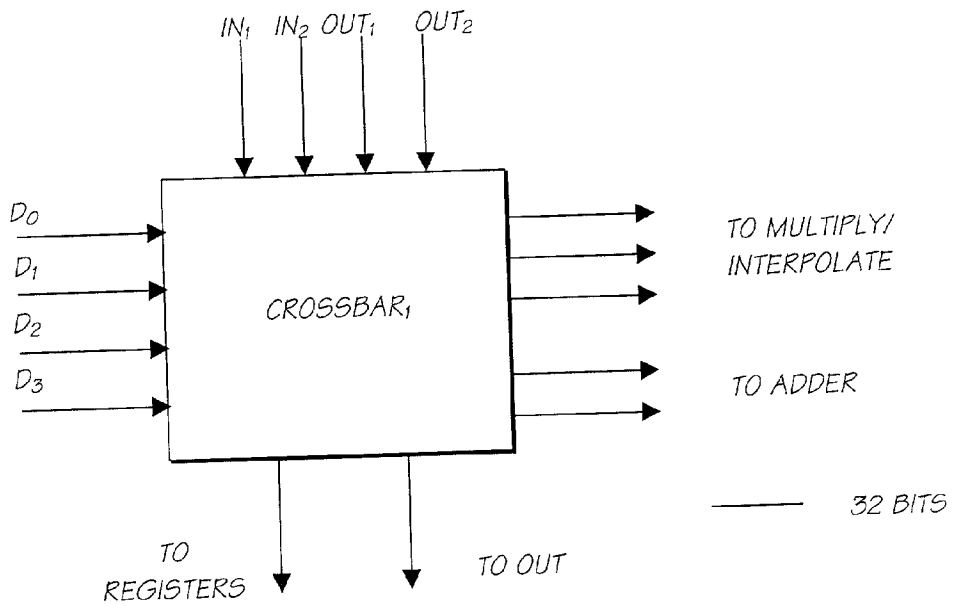 IN₁ IN₂ OUT₁ OUT₂
D₀
D₁
D₂
D₃
CROSSBAR₁
TO MULTIPLY/
INTERPOLATE
TO ADDER
32 BITS
TO
REGISTERS
TO OUT